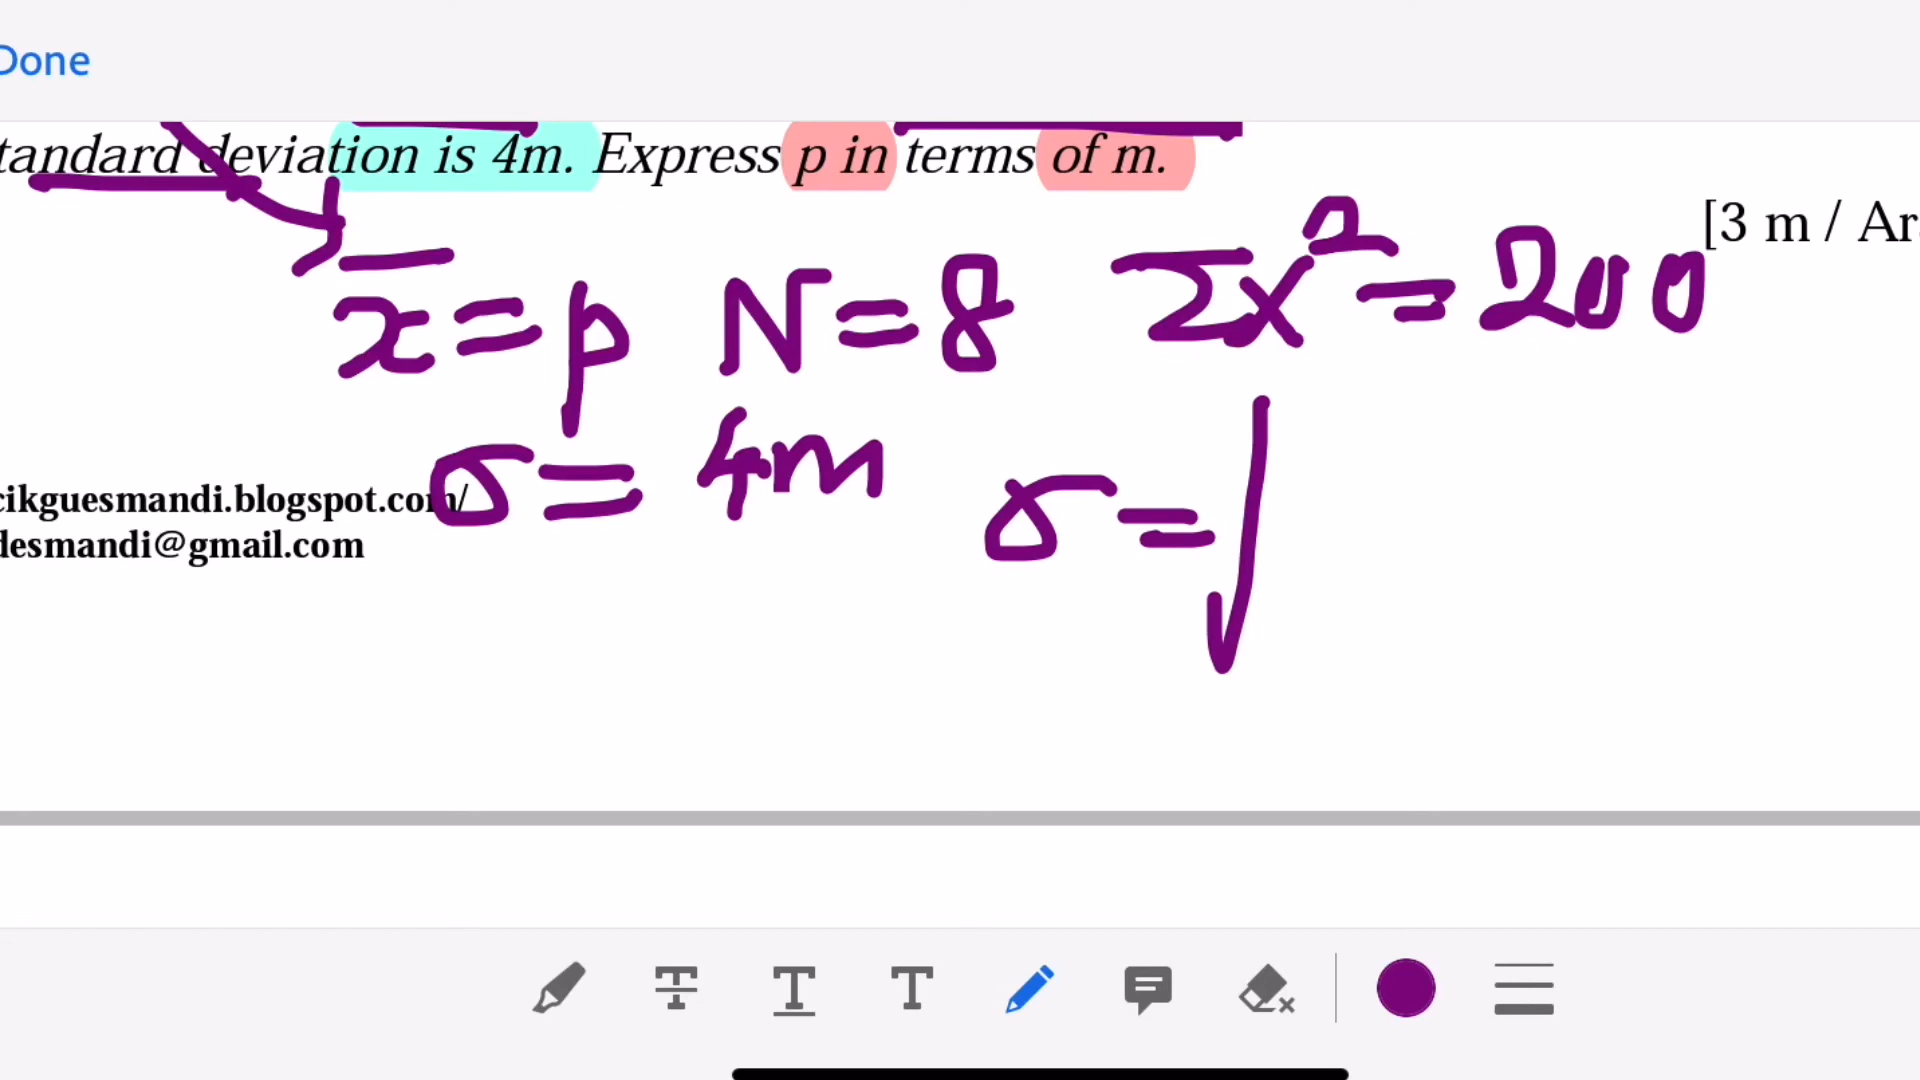 Done
tandard deviation is 4m. Express p in terms of m.
[3 m / Ar
x̅ = p N = 8 Σx² = 200
σ = 4m σ = √
cikguesmandi.blogspot.com/
desmandi@gmail.com